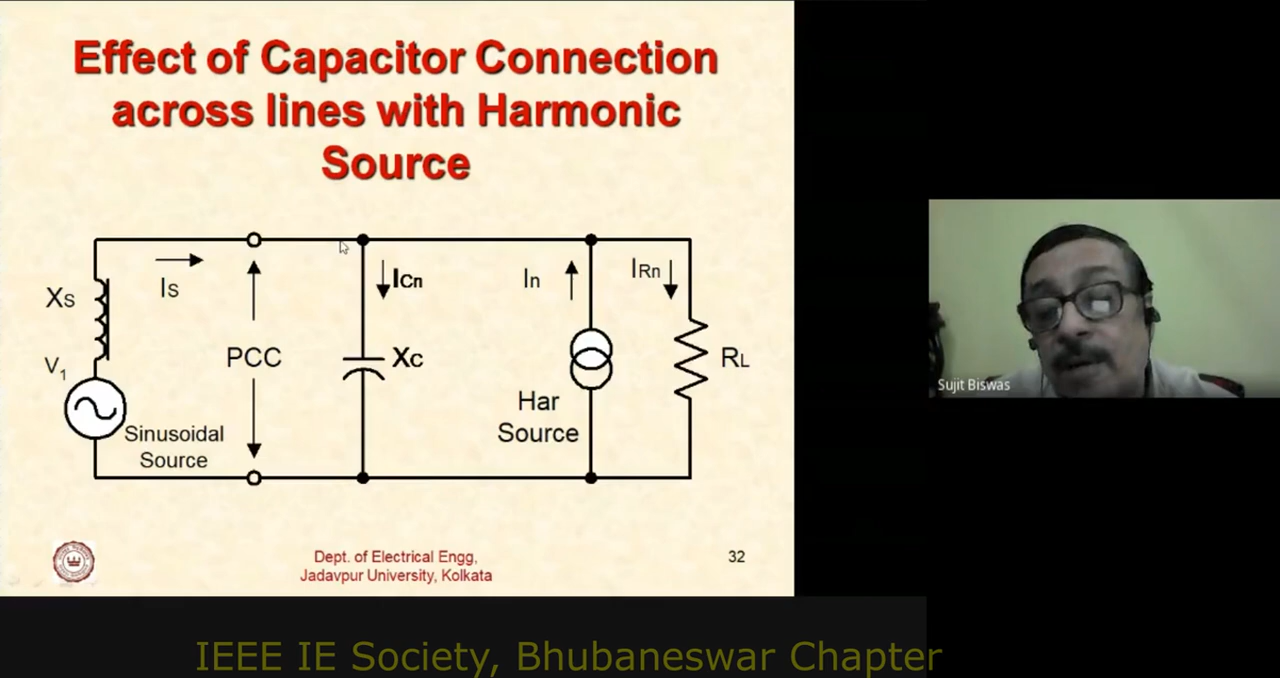 Effect of Capacitor Connection
across lines with Harmonic
Source
XS
IS
ICn
In
IRn
V1
PCC
XC
RL
Har
Source
Sinusoidal
Source
Sujit Biswas
Dept. of Electrical Engg,
Jadavpur University, Kolkata
32
IEEE IE Society, Bhubaneswar Chapter